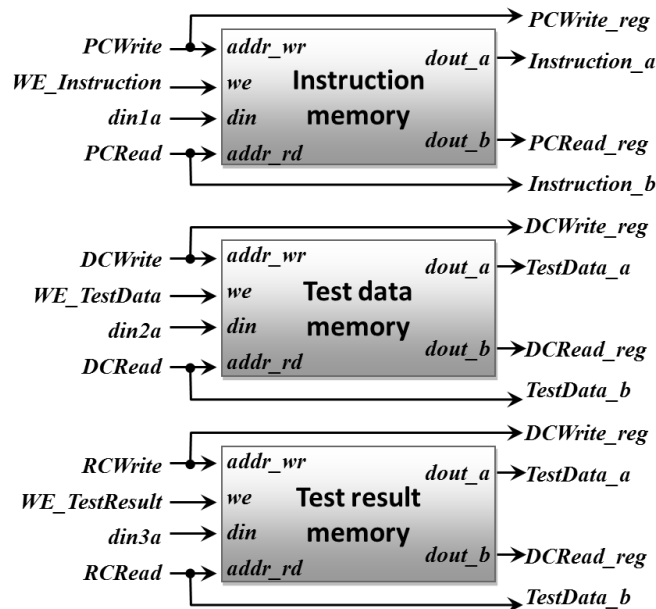 PCWrite_reg
PCWrite addr_wr
dout_a Instruction_a
WE_Instruction we Instruction
din1a din memory
dout_b PCRead_reg
PCRead addr_rd
Instruction_b
DCWrite_reg
DCWrite addr_wr
dout_a TestData_a
WE_TestData we Test data
din2a din memory
dout_b DCRead_reg
DCRead addr_rd
TestData_b
DCWrite_reg
RCWrite addr_wr
dout_a TestData_a
WE_TestResult we Test result
din3a din memory
dout_b DCRead_reg
RCRead addr_rd
TestData_b